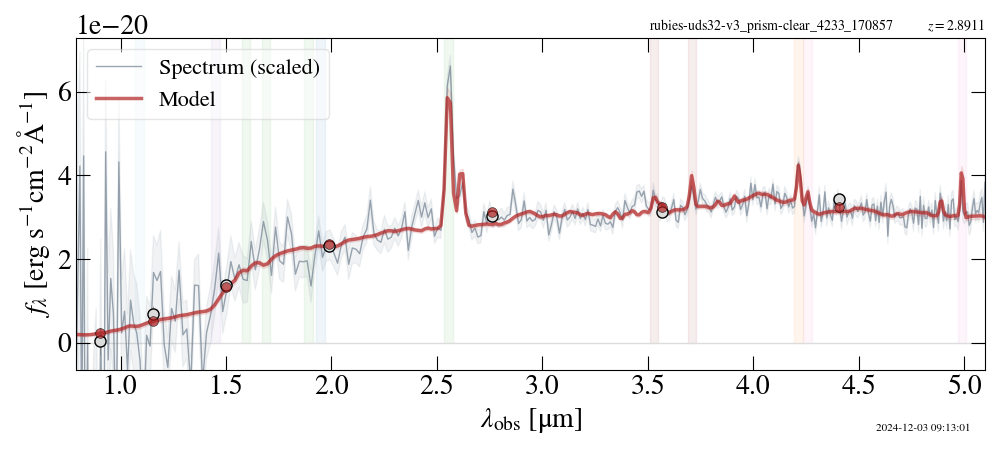 1e−20
rubies-uds32-v3_prism-clear_4233_170857 z = 2.8911
Spectrum (scaled)
Model
f_λ [erg s⁻¹cm⁻²Å⁻¹]
6
4
2
0
1.0 1.5 2.0 2.5 3.0 3.5 4.0 4.5 5.0
λ_obs [μm]
2024-12-03 09:13:01